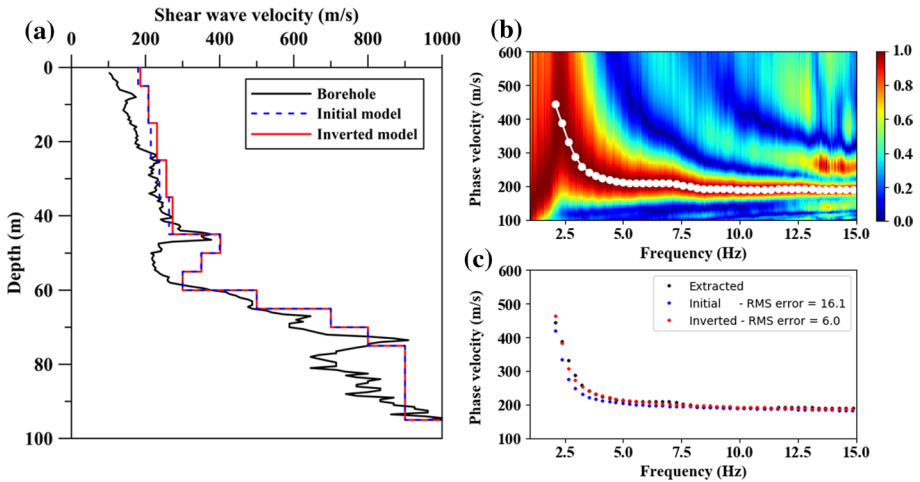 (a)
Shear wave velocity (m/s)
0 200 400 600 800 1000
0
20
40
60
80
100
Depth (m)
Borehole
Initial model
Inverted model
(b)
600
500
400
300
200
100
Phase velocity (m/s)
2.5 5.0 7.5 10.0 12.5 15.0
Frequency (Hz)
1.0
0.8
0.6
0.4
0.2
0.0
(c)
600
500
400
300
200
100
Phase velocity (m/s)
Extracted
Initial - RMS error = 16.1
Inverted - RMS error = 6.0
2.5 5.0 7.5 10.0 12.5 15.0
Frequency (Hz)